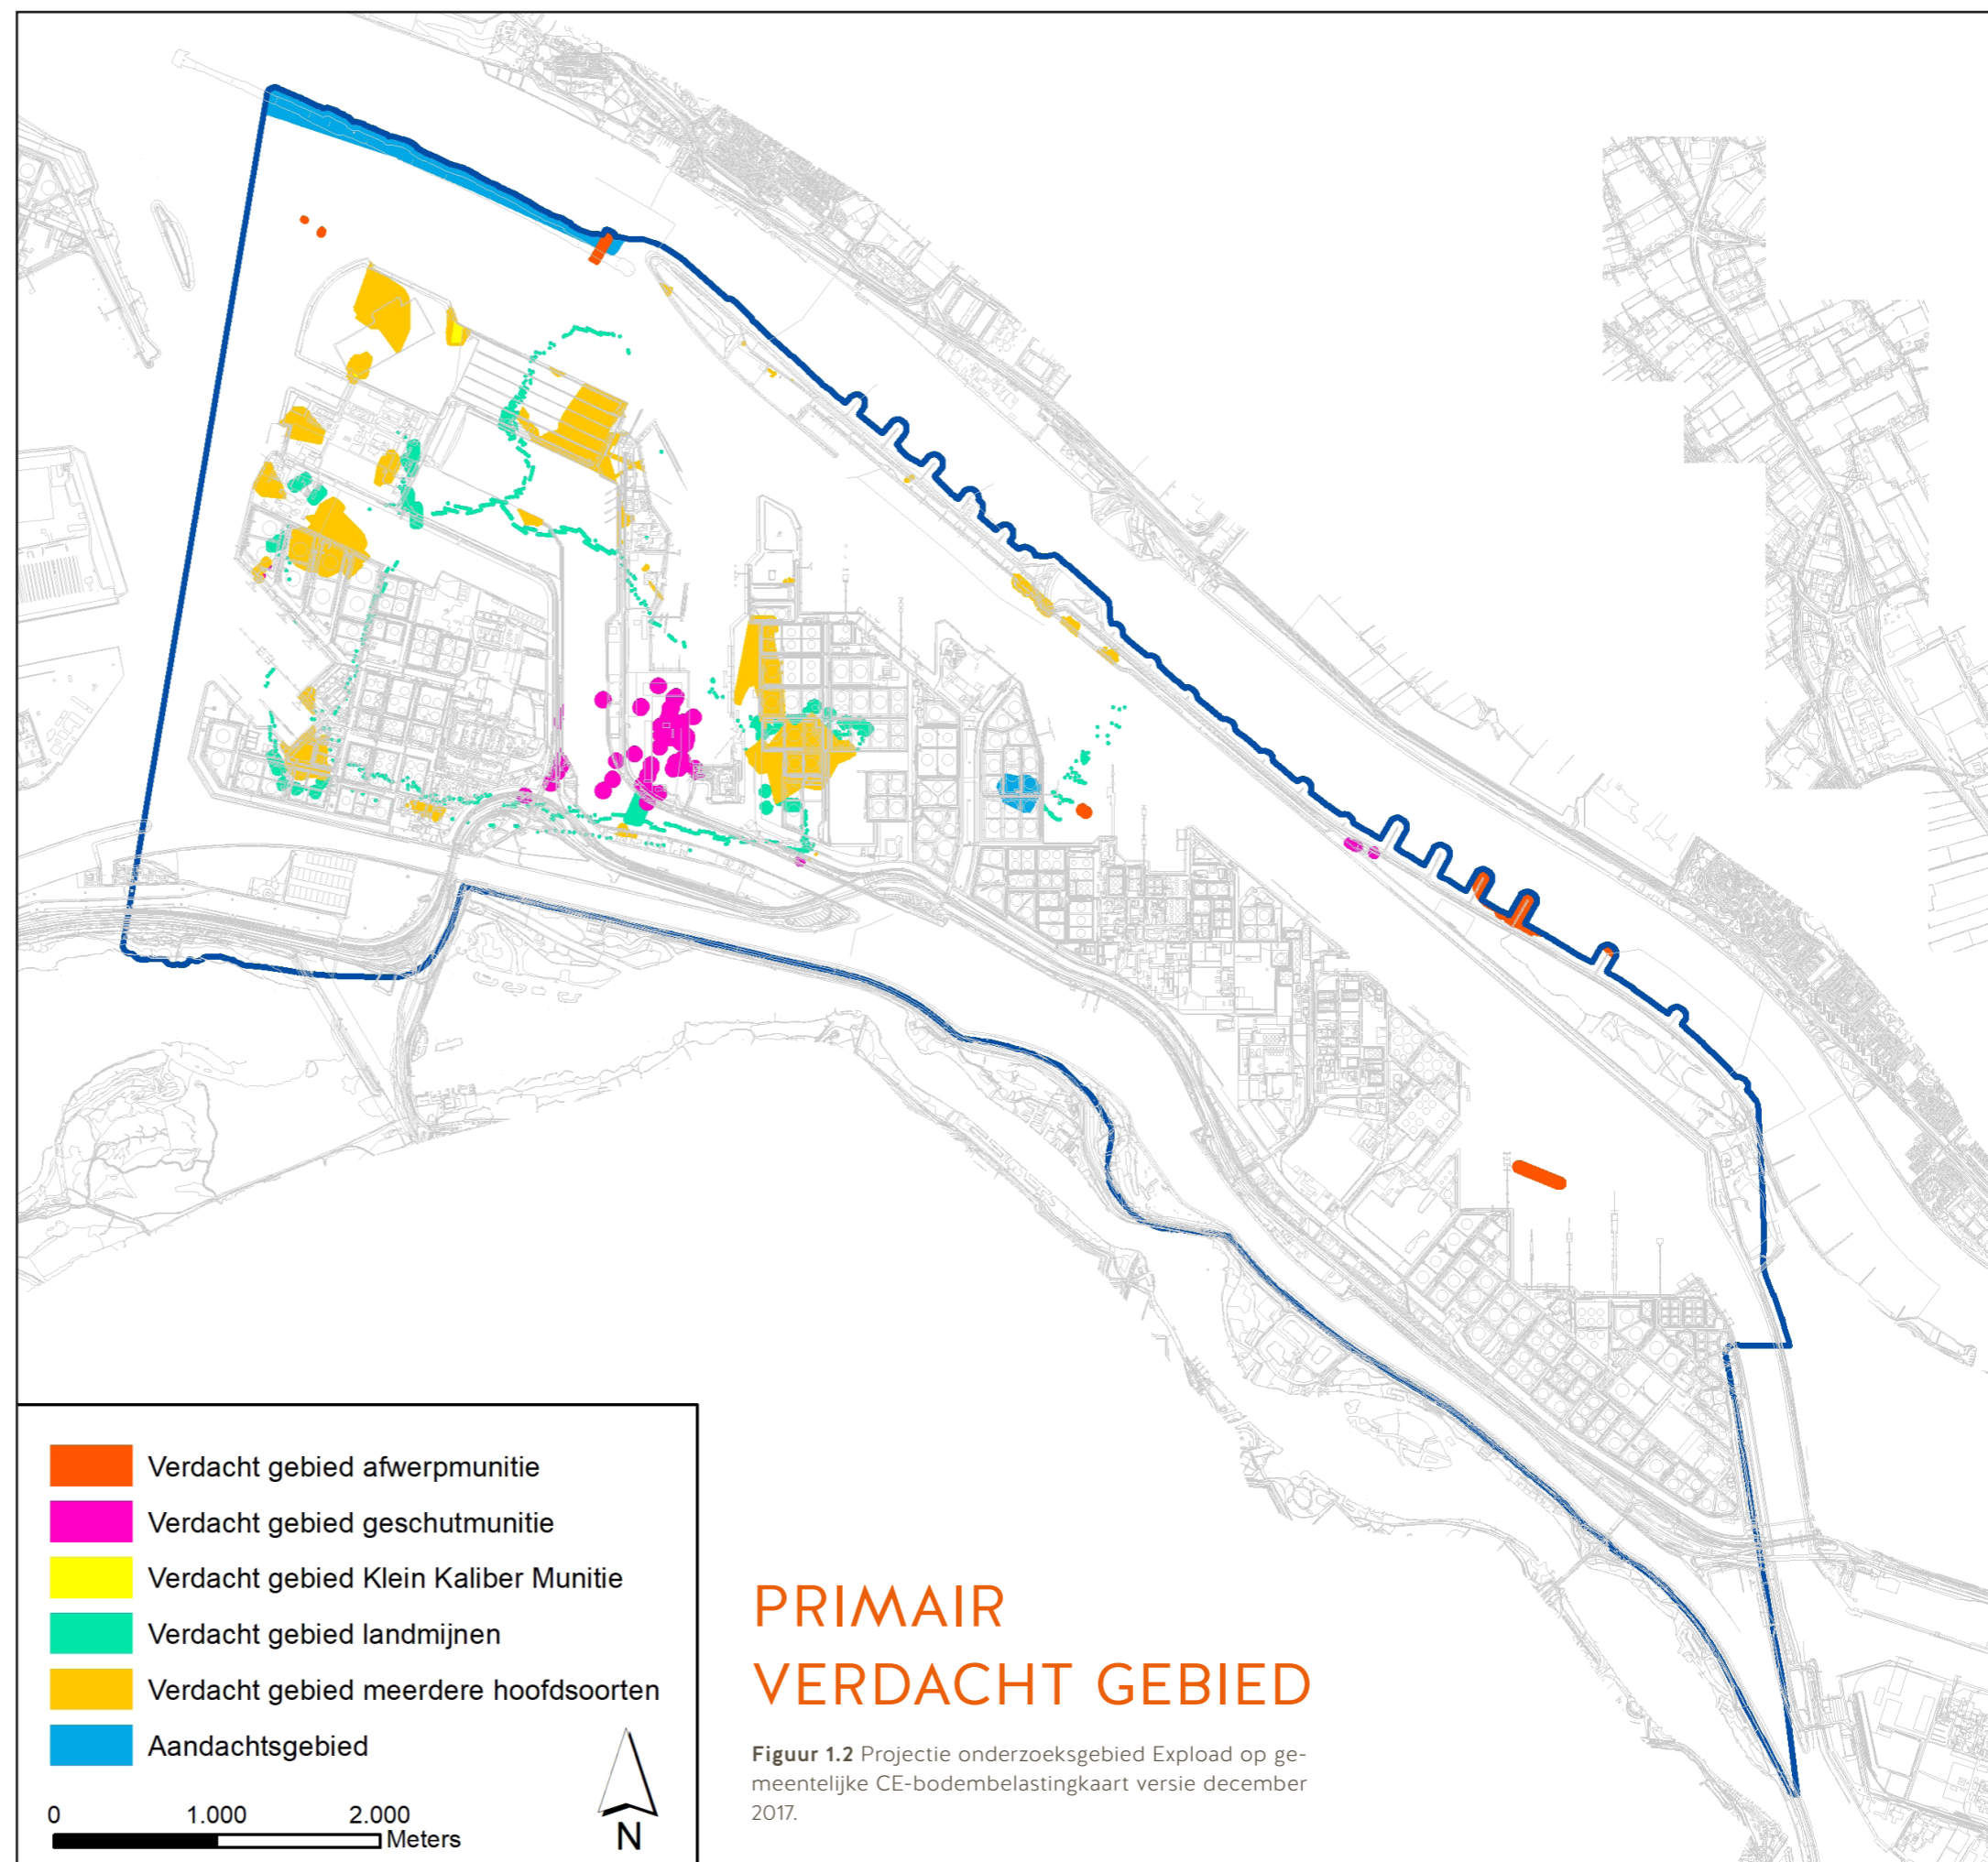 Verdacht gebied afwerpmunitie
Verdacht gebied geschutmunitie
Verdacht gebied Klein Kaliber Munitie
Verdacht gebied landmijnen
Verdacht gebied meerdere hoofdsoorten
Aandachtsgebied
0 1.000 2.000
Meters
N
PRIMAIR
VERDACHT GEBIED
Figuur 1.2 Projectie onderzoeksgebied Expload op ge-
meentelijke CE-bodembelastingkaart versie december
2017.